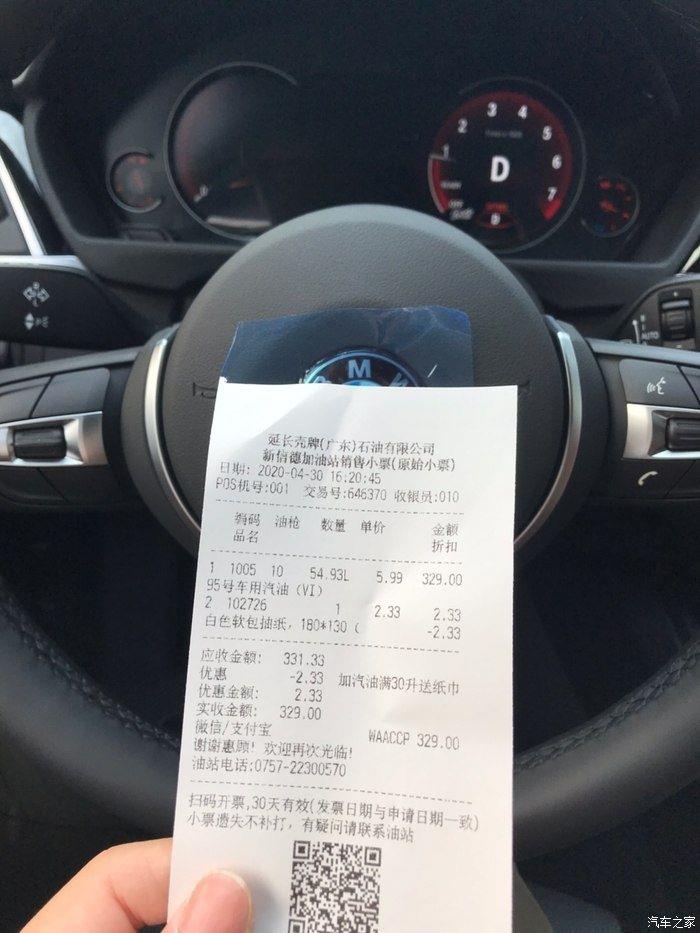 1
2
3
4
5
6
7
D
AUTO
BMW
延长壳牌(广东)石油有限公司
新信德加油站销售小票(原始小票)
日期: 2020-04-30 16:20:45
POS机号:001 交易号:646370 收银员:010
编码 油枪 数量 单价 金额
品名 折扣
1 1005 10 54.93L 5.99 329.00
95号车用汽油 (VI)
2 102726 1 2.33 2.33
白色软包抽纸, 180*130 ( -2.33
应收金额: 331.33
优惠 -2.33 加汽油满30升送纸巾
优惠金额: 2.33
实收金额: 329.00
微信/支付宝 WAACCP 329.00
谢谢惠顾! 欢迎再次光临!
油站电话:0757-22300570
扫码开票,30天有效(发票日期与申请日期一致)
小票遗失不补打, 有疑问请联系油站
汽车之家